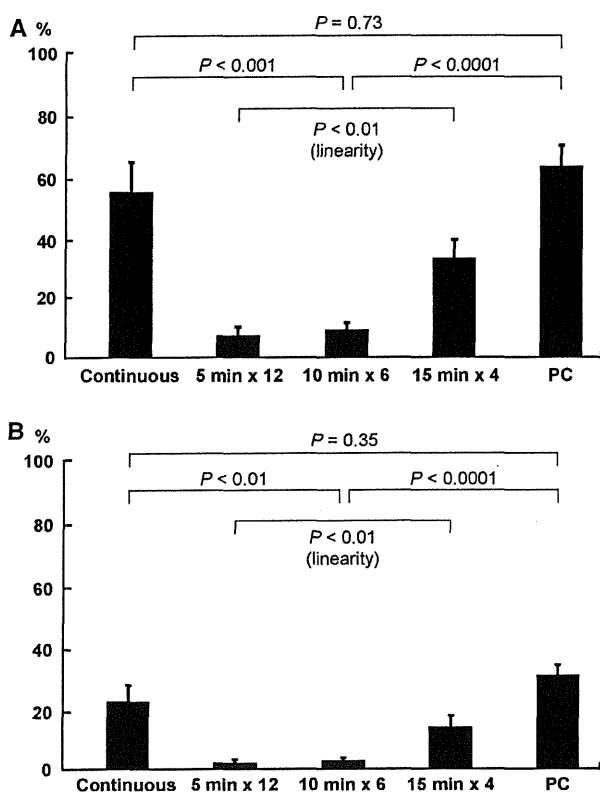 A %
P = 0.73
100
P < 0.001 P < 0.0001
80
P < 0.01
(linearity)
60
40
20
0
Continuous 5 min x 12 10 min x 6 15 min x 4 PC
B %
P = 0.35
100
P < 0.01 P < 0.0001
80
P < 0.01
(linearity)
60
40
20
0
Continuous 5 min x 12 10 min x 6 15 min x 4 PC